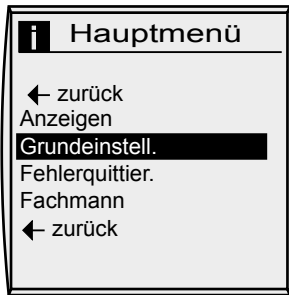 i Hauptmenü
← zurück
Anzeigen
Grundeinstell.
Fehlerquittier.
Fachmann
← zurück